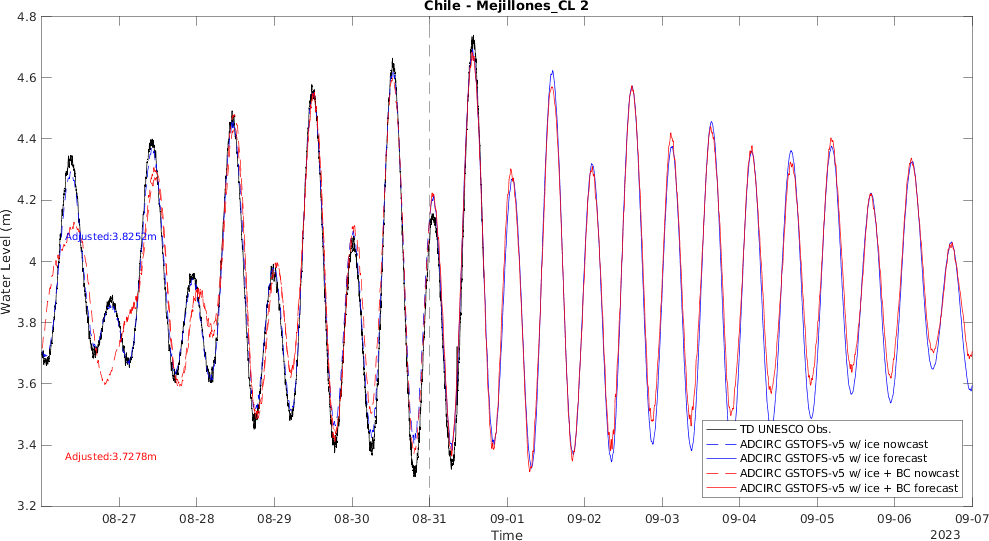 Chile - Mejillones_CL 2
4.8
4.6
4.4
4.2
4
3.8
3.6
3.4
3.2
Water Level (m)
Adjusted:3.8252m
Adjusted:3.7278m
TD UNESCO Obs.
ADCIRC GSTOFS-v5 w/ ice nowcast
ADCIRC GSTOFS-v5 w/ ice forecast
ADCIRC GSTOFS-v5 w/ ice + BC nowcast
ADCIRC GSTOFS-v5 w/ ice + BC forecast
08-27 08-28 08-29 08-30 08-31 09-01 09-02 09-03 09-04 09-05 09-06 09-07
Time
2023